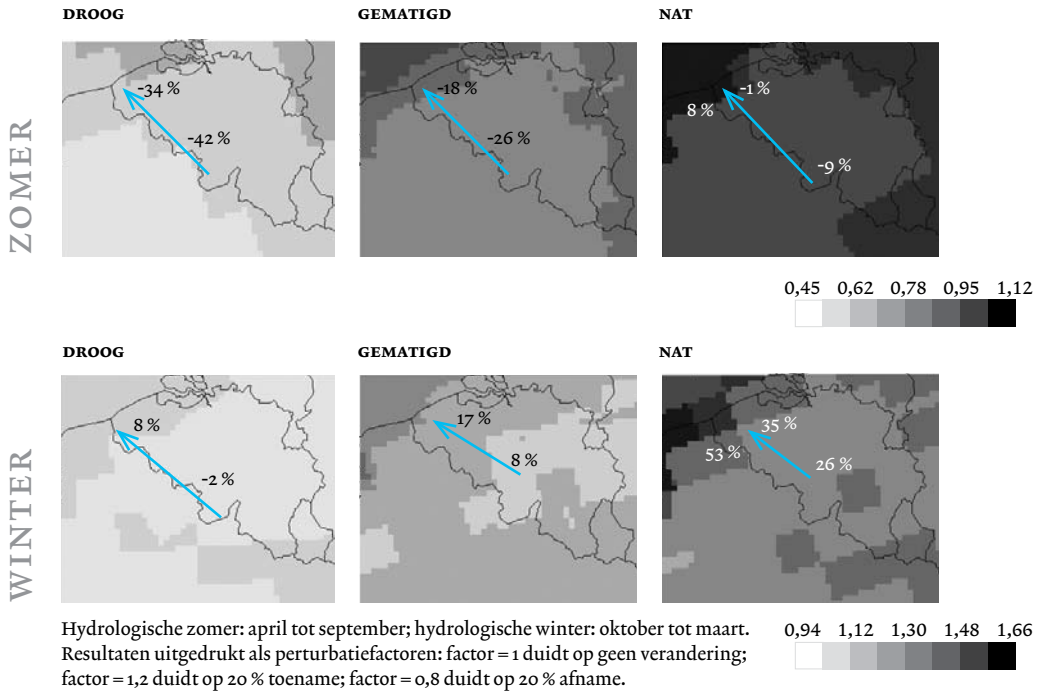 DROOG GEMATIGD NAT
ZOMER
-34 % -18 % -1 %
8 %
-42 % -26 % -9 %
0,45 0,62 0,78 0,95 1,12
DROOG GEMATIGD NAT
WINTER
8 % 17 % 35 %
53 %
-2 % 8 % 26 %
Hydrologische zomer: april tot september; hydrologische winter: oktober tot maart.
Resultaten uitgedrukt als perturbatiefactoren: factor = 1 duidt op geen verandering;
factor = 1,2 duidt op 20 % toename; factor = 0,8 duidt op 20 % afname.
0,94 1,12 1,30 1,48 1,66